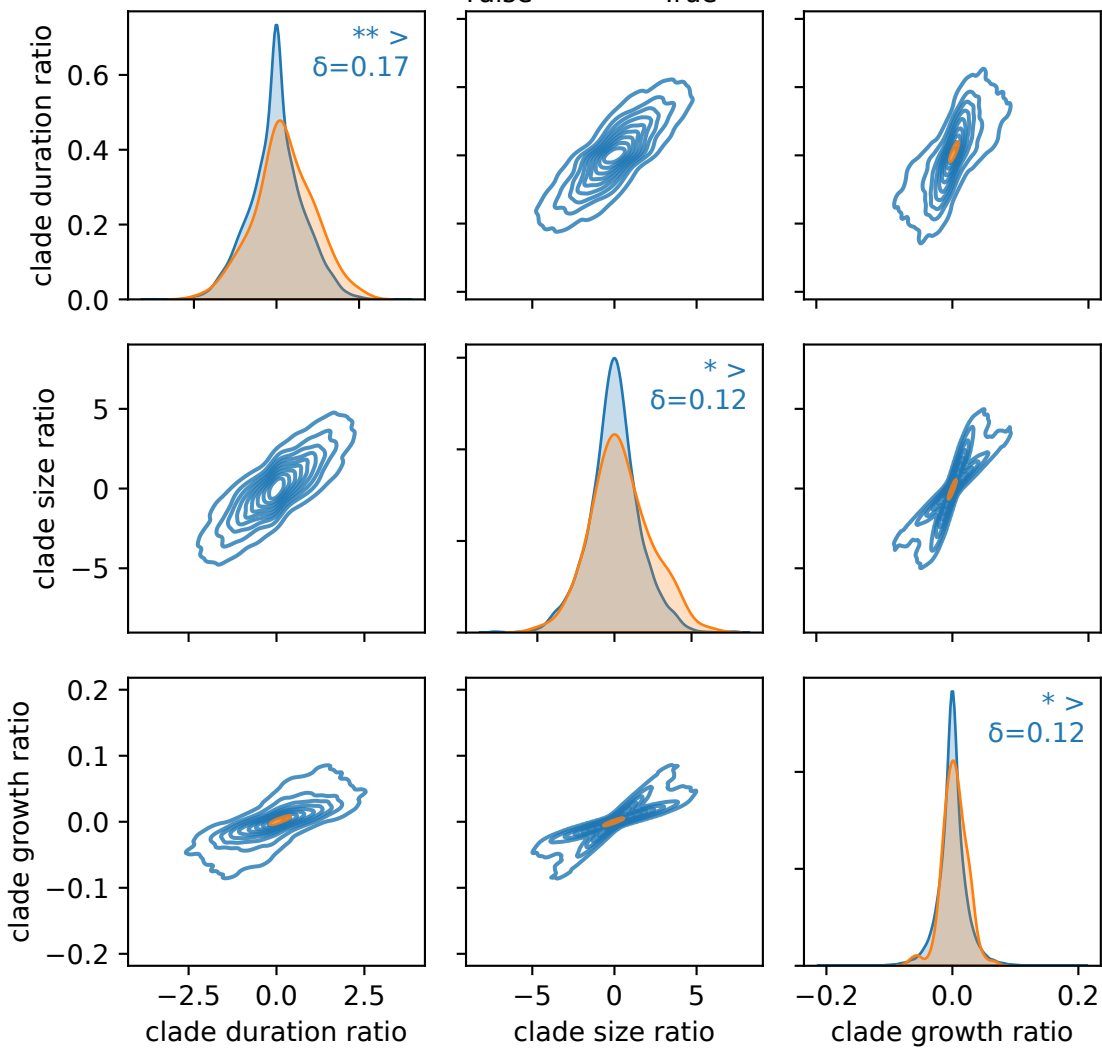 clade duration ratio
0.6
0.4
0.2
0.0
** >
δ=0.17
clade size ratio
5
0
−5
* >
δ=0.12
clade growth ratio
0.2
0.1
0.0
−0.1
−0.2
* >
δ=0.12
−2.5 0.0 2.5
−5 0 5
−0.2 0.0 0.2
clade duration ratio
clade size ratio
clade growth ratio